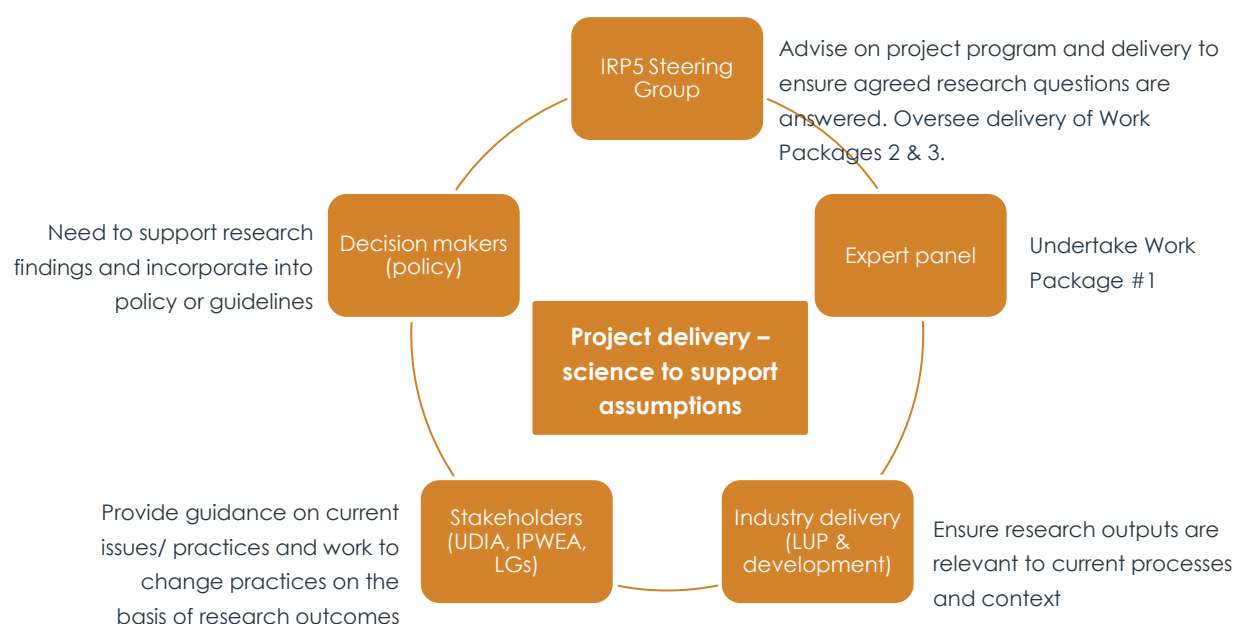 IRP5 Steering
Group
Advise on project program and delivery to
ensure agreed research questions are
answered. Oversee delivery of Work
Packages 2 & 3.
Decision makers
(policy)
Need to support research
findings and incorporate into
policy or guidelines
Expert panel
Undertake Work
Package #1
Project delivery –
science to support
assumptions
Stakeholders
(UDIA, IPWEA,
LGs)
Provide guidance on current
issues/ practices and work to
change practices on the
basis of research outcomes
Industry delivery
(LUP &
development)
Ensure research outputs are
relevant to current processes
and context